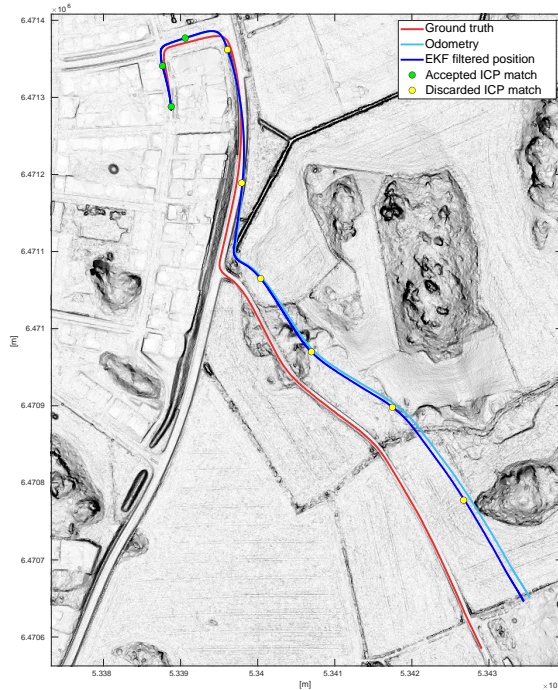 ×10⁶
Ground truth
Odometry
EKF filtered position
Accepted ICP match
Discarded ICP match
6.4714
6.4713
6.4712
6.4711
6.471
6.4709
6.4708
6.4707
6.4706
[m]
5.338
5.339
5.34
5.341
5.342
5.343
[m]
×10